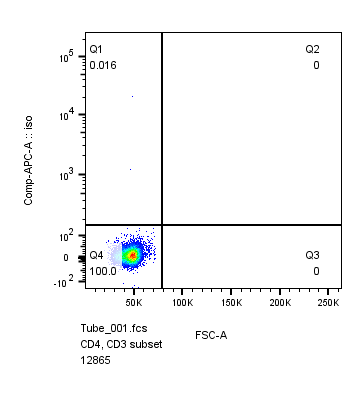 Q1
0.016
Q2
0
10^5
10^4
10^3
10^2
0
-10^2
Comp-APC-A :: iso
Q4
100.0
Q3
0
50K
100K
150K
200K
250K
FSC-A
Tube_001.fcs
CD4, CD3 subset
12865